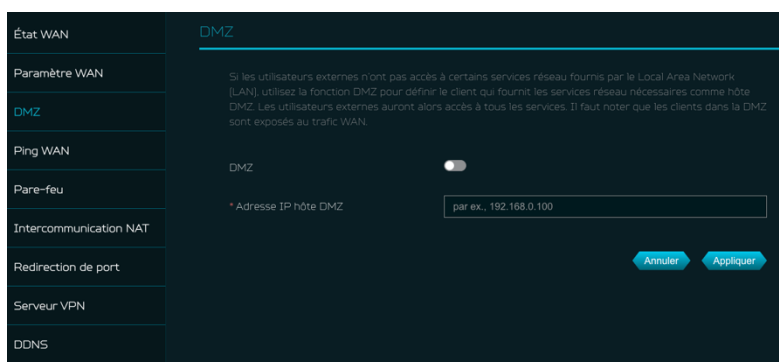 État WAN
Paramètre WAN
DMZ
Ping WAN
Pare-feu
Intercommunication NAT
Redirection de port
Serveur VPN
DDNS
DMZ
Si les utilisateurs externes n'ont pas accès à certains services réseau fournis par le Local Area Network
(LAN), utilisez la fonction DMZ pour définir le client qui fournit les services réseau nécessaires comme hôte
DMZ. Les utilisateurs externes auront alors accès à tous les services. Il faut noter que les clients dans la DMZ
sont exposés au trafic WAN.
DMZ
* Adresse IP hôte DMZ
par ex., 192.168.0.100
Annuler
Appliquer